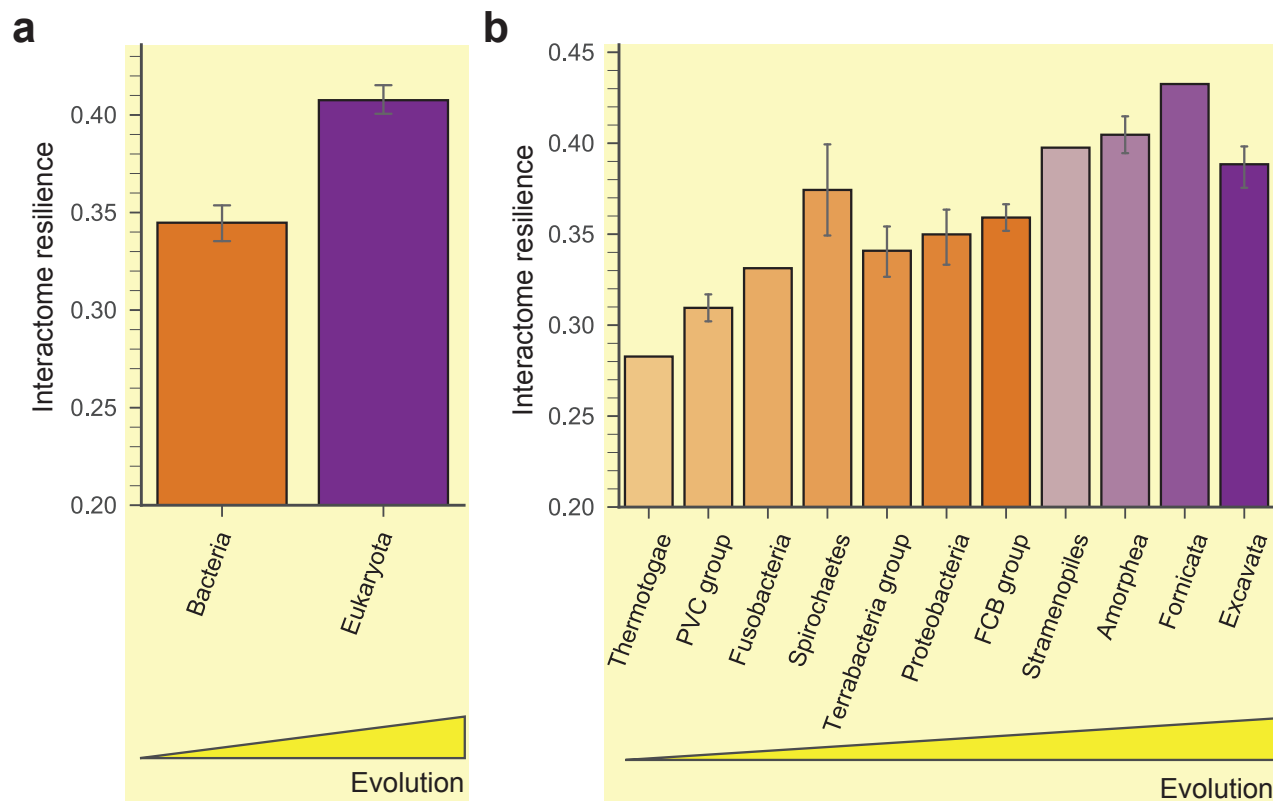 a
Interactome resilience
0.40
0.35
0.30
0.25
0.20
Bacteria
Eukaryota
Evolution
b
Interactome resilience
0.45
0.40
0.35
0.30
0.25
0.20
Thermotogae
PVC group
Fusobacteria
Spirochaetes
Terrabacteria group
Proteobacteria
FCB group
Stramenopiles
Amorphea
Fornicata
Excavata
Evolution